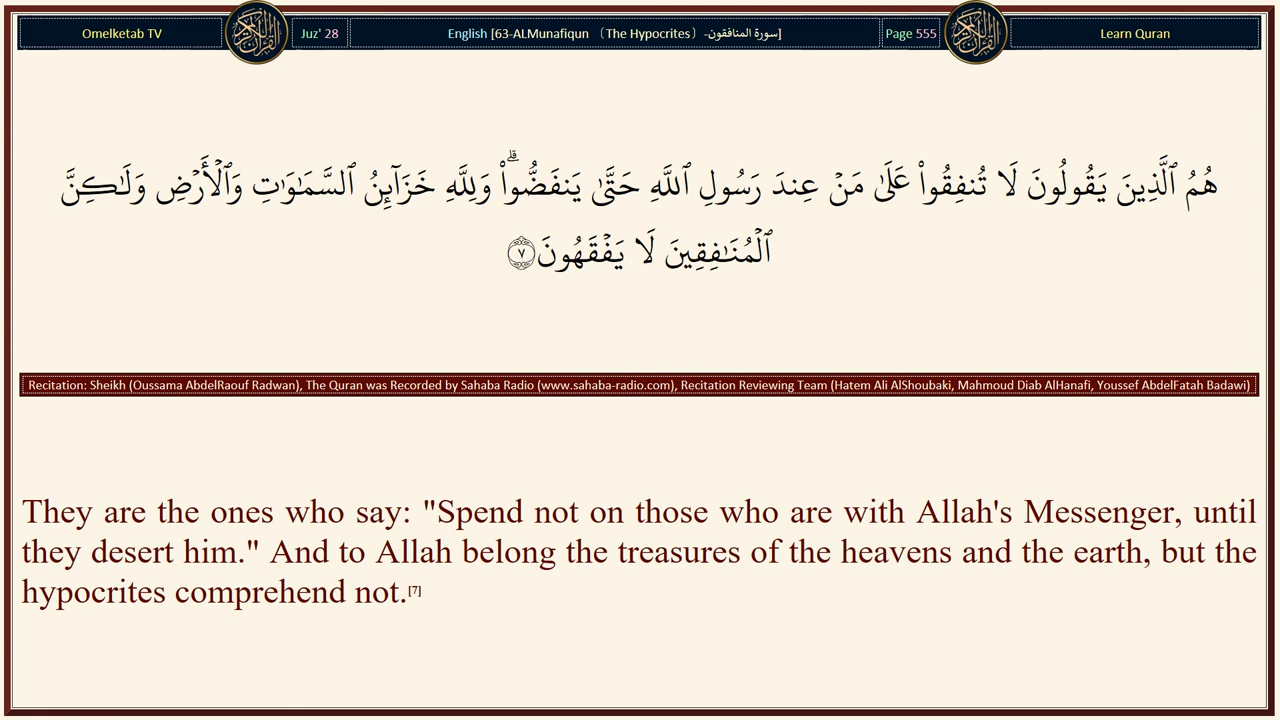 Omelketab TV
Juz' 28
English [63-ALMunafiqun （The Hypocrites） -سورة المنافقون]
Page 555
Learn Quran
هُمُ ٱلَّذِينَ يَقُولُونَ لَا تُنفِقُوا۟ عَلَىٰ مَنْ عِندَ رَسُولِ ٱللَّهِ حَتَّىٰ يَنفَضُّوا۟ ۗ وَلِلَّهِ خَزَآئِنُ ٱلسَّمَـٰوَٰتِ وَٱلْأَرْضِ وَلَـٰكِنَّ
ٱلْمُنَـٰفِقِينَ لَا يَفْقَهُونَ ٧
Recitation: Sheikh (Oussama AbdelRaouf Radwan), The Quran was Recorded by Sahaba Radio (www.sahaba-radio.com), Recitation Reviewing Team (Hatem Ali AlShoubaki, Mahmoud Diab AlHanafi, Youssef AbdelFatah Badawi)
They are the ones who say: "Spend not on those who are with Allah's Messenger, until
they desert him." And to Allah belong the treasures of the heavens and the earth, but the
hypocrites comprehend not.[7]